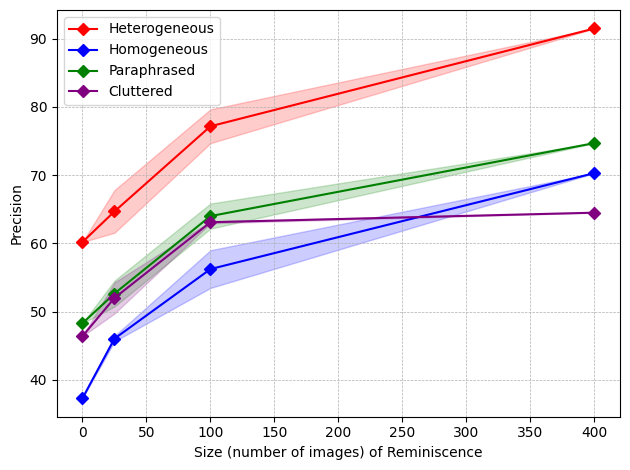 Heterogeneous
Homogeneous
Paraphrased
Cluttered
90
80
70
60
50
40
Precision
0 50 100 150 200 250 300 350 400
Size (number of images) of Reminiscence